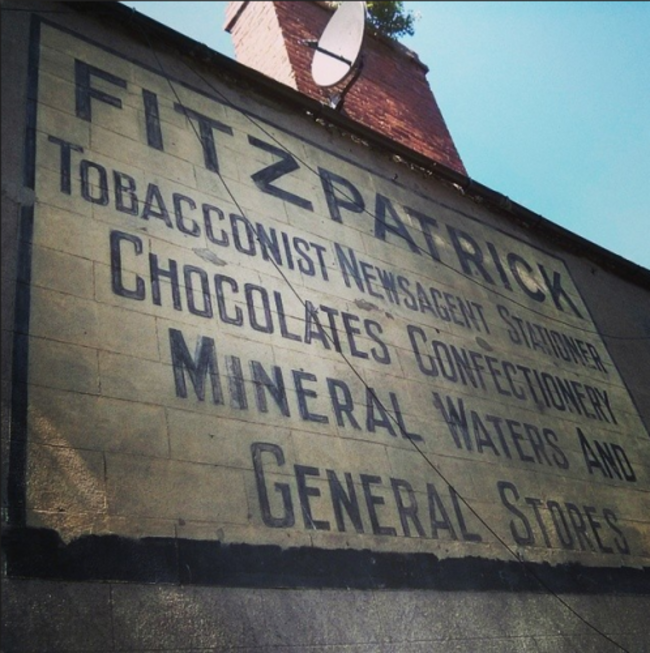 FITZPATRICK
TOBACCONIST NEWSAGENT STATIONER
CHOCOLATES CONFECTIONERY
MINERAL WATERS AND
GENERAL STORES